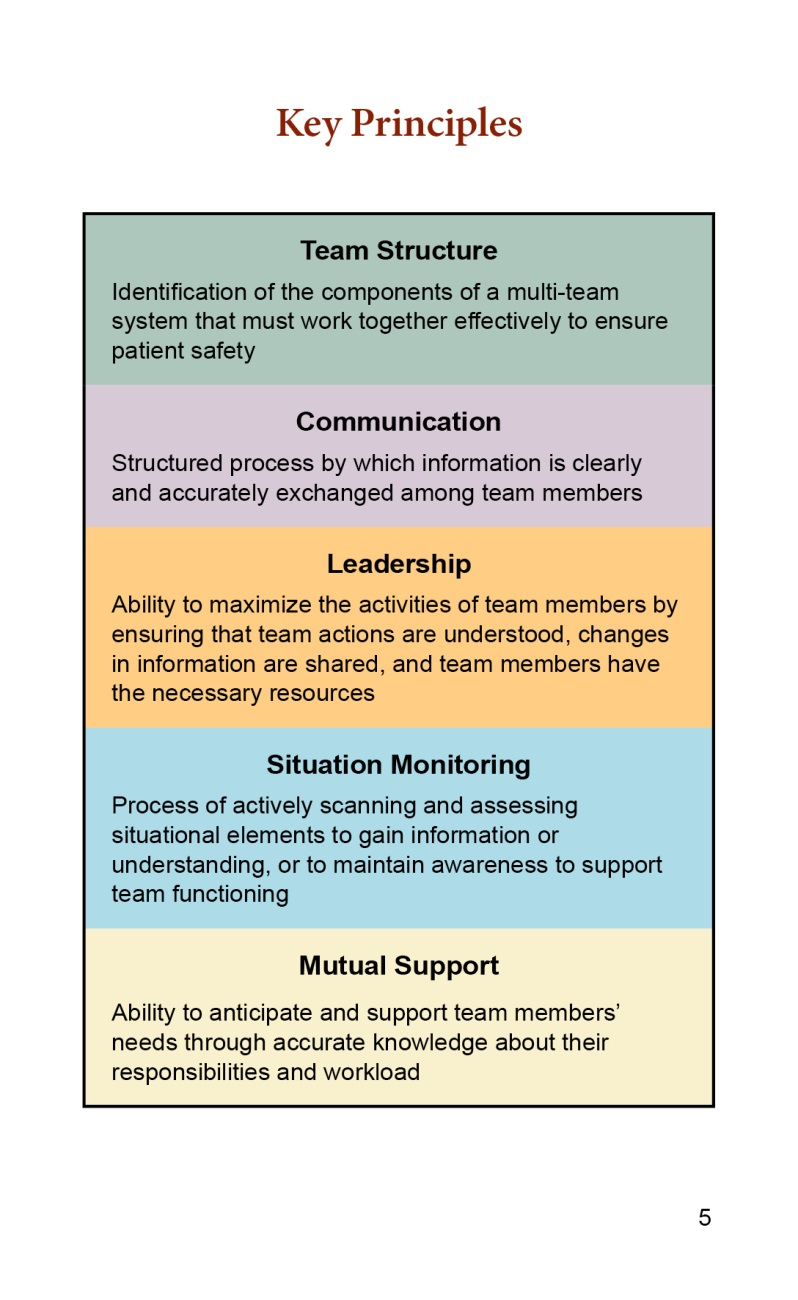 Key Principles
Team Structure
Identification of the components of a multi-team
system that must work together effectively to ensure
patient safety
Communication
Structured process by which information is clearly
and accurately exchanged among team members
Leadership
Ability to maximize the activities of team members by
ensuring that team actions are understood, changes
in information are shared, and team members have
the necessary resources
Situation Monitoring
Process of actively scanning and assessing
situational elements to gain information or
understanding, or to maintain awareness to support
team functioning
Mutual Support
Ability to anticipate and support team members’
needs through accurate knowledge about their
responsibilities and workload
5